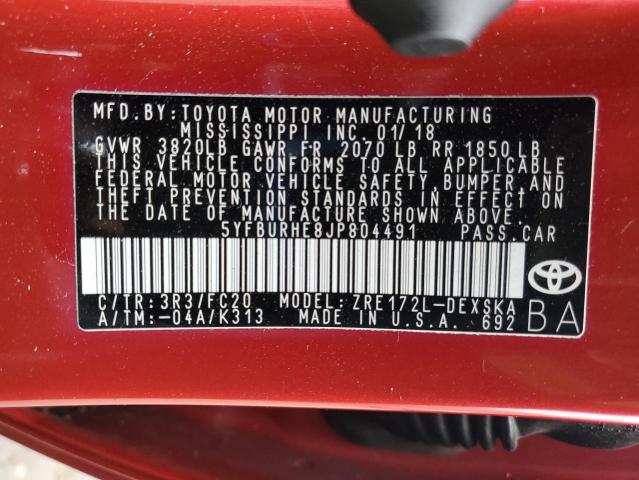 MFD.BY:TOYOTA MOTOR MANUFACTURING
MISSISSIPPI INC. 01/18
GVWR 3820LB GAWR FR 2070 LB RR 1850 LB
THIS VEHICLE CONFORMS TO ALL APPLICABLE
FEDERAL MOTOR VEHICLE SAFETY, BUMPER,AND
THEFT PREVENTION STANDARDS IN EFFECT ON
THE DATE OF MANUFACTURE SHOWN ABOVE.
5YFBURHE8JP804491 PASS.CAR
C/TR:3R3/FC20 MODEL:ZRE172L-DEXSKA
A/TM:-04A/K313 MADE IN U.S.A. 692
BA